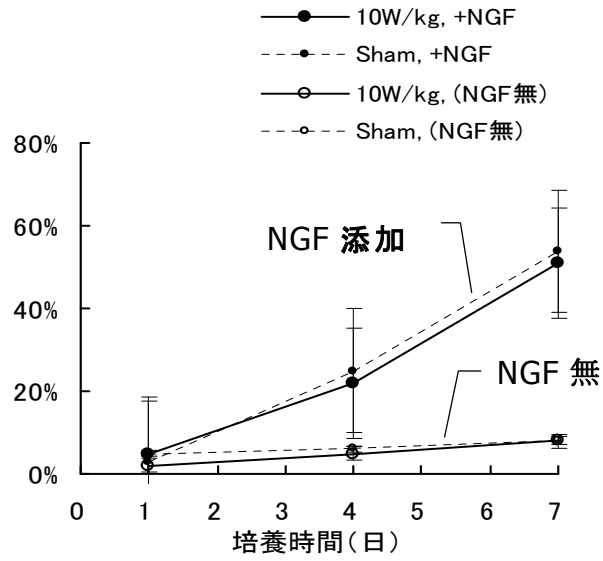 10W/kg, +NGF
Sham, +NGF
10W/kg, (NGF無)
Sham, (NGF無)
80%
60%
40%
20%
0%
NGF 添加
NGF 無
0 1 2 3 4 5 6 7
培養時間(日)